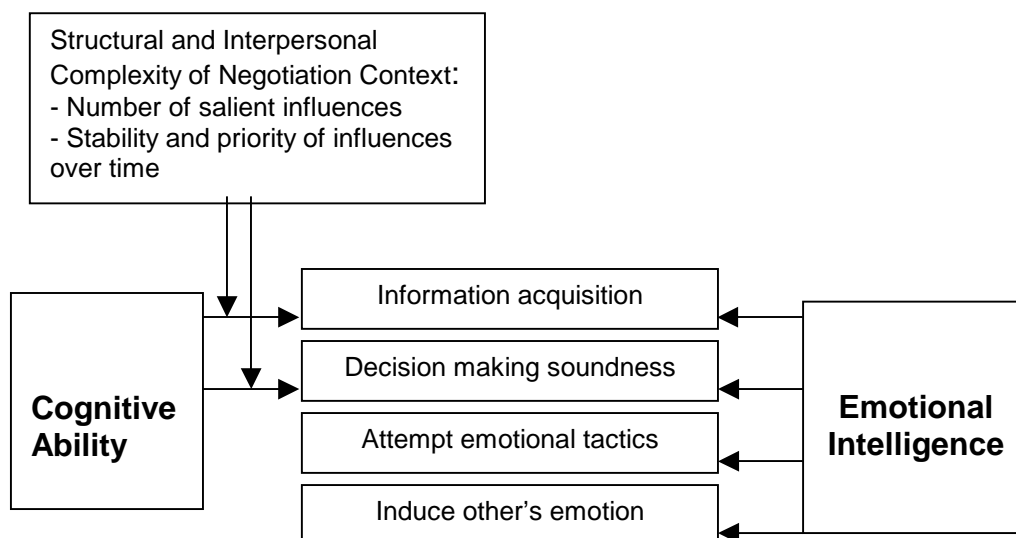 Structural and Interpersonal
Complexity of Negotiation Context:
- Number of salient influences
- Stability and priority of influences
over time
Information acquisition
Decision making soundness
Attempt emotional tactics
Induce other’s emotion
Cognitive
Ability
Emotional
Intelligence